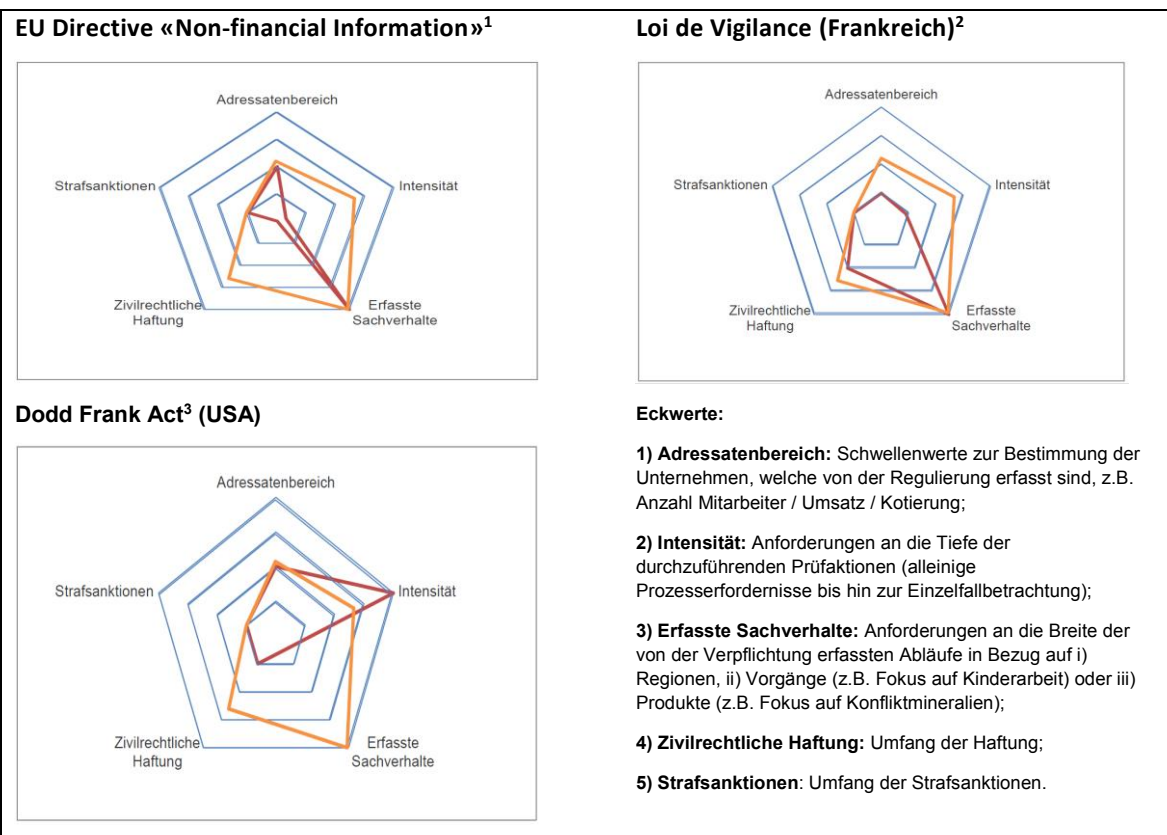 EU Directive «Non-financial Information»¹
Adressatenbereich
Strafsanktionen
Intensität
Zivilrechtliche
Haftung
Erfasste
Sachverhalte
Loi de Vigilance (Frankreich)²
Adressatenbereich
Strafsanktionen
Intensität
Zivilrechtliche
Haftung
Erfasste
Sachverhalte
Dodd Frank Act³ (USA)
Adressatenbereich
Strafsanktionen
Intensität
Zivilrechtliche
Haftung
Erfasste
Sachverhalte
Eckwerte:
1) Adressatenbereich: Schwellenwerte zur Bestimmung der
Unternehmen, welche von der Regulierung erfasst sind, z.B.
Anzahl Mitarbeiter / Umsatz / Kotierung;
2) Intensität: Anforderungen an die Tiefe der
durchzuführenden Prüfaktionen (alleinige
Prozesserfordernisse bis hin zur Einzelfallbetrachtung);
3) Erfasste Sachverhalte: Anforderungen an die Breite der
von der Verpflichtung erfassten Abläufe in Bezug auf i)
Regionen, ii) Vorgänge (z.B. Fokus auf Kinderarbeit) oder iii)
Produkte (z.B. Fokus auf Konfliktmineralien);
4) Zivilrechtliche Haftung: Umfang der Haftung;
5) Strafsanktionen: Umfang der Strafsanktionen.